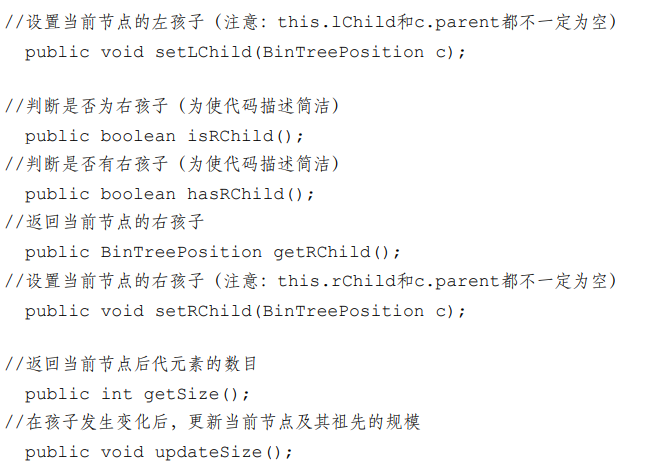 //设置当前节点的左孩子（注意：this.lChild和c.parent都不一定为空）
public void setLChild(BinTreePosition c);
//判断是否为右孩子（为使代码描述简洁）
public boolean isRChild();
//判断是否有右孩子（为使代码描述简洁）
public boolean hasRChild();
//返回当前节点的右孩子
public BinTreePosition getRChild();
//设置当前节点的右孩子（注意：this.rChild和c.parent都不一定为空）
public void setRChild(BinTreePosition c);
//返回当前节点后代元素的数目
public int getSize();
//在孩子发生变化后，更新当前节点及其祖先的规模
public void updateSize();